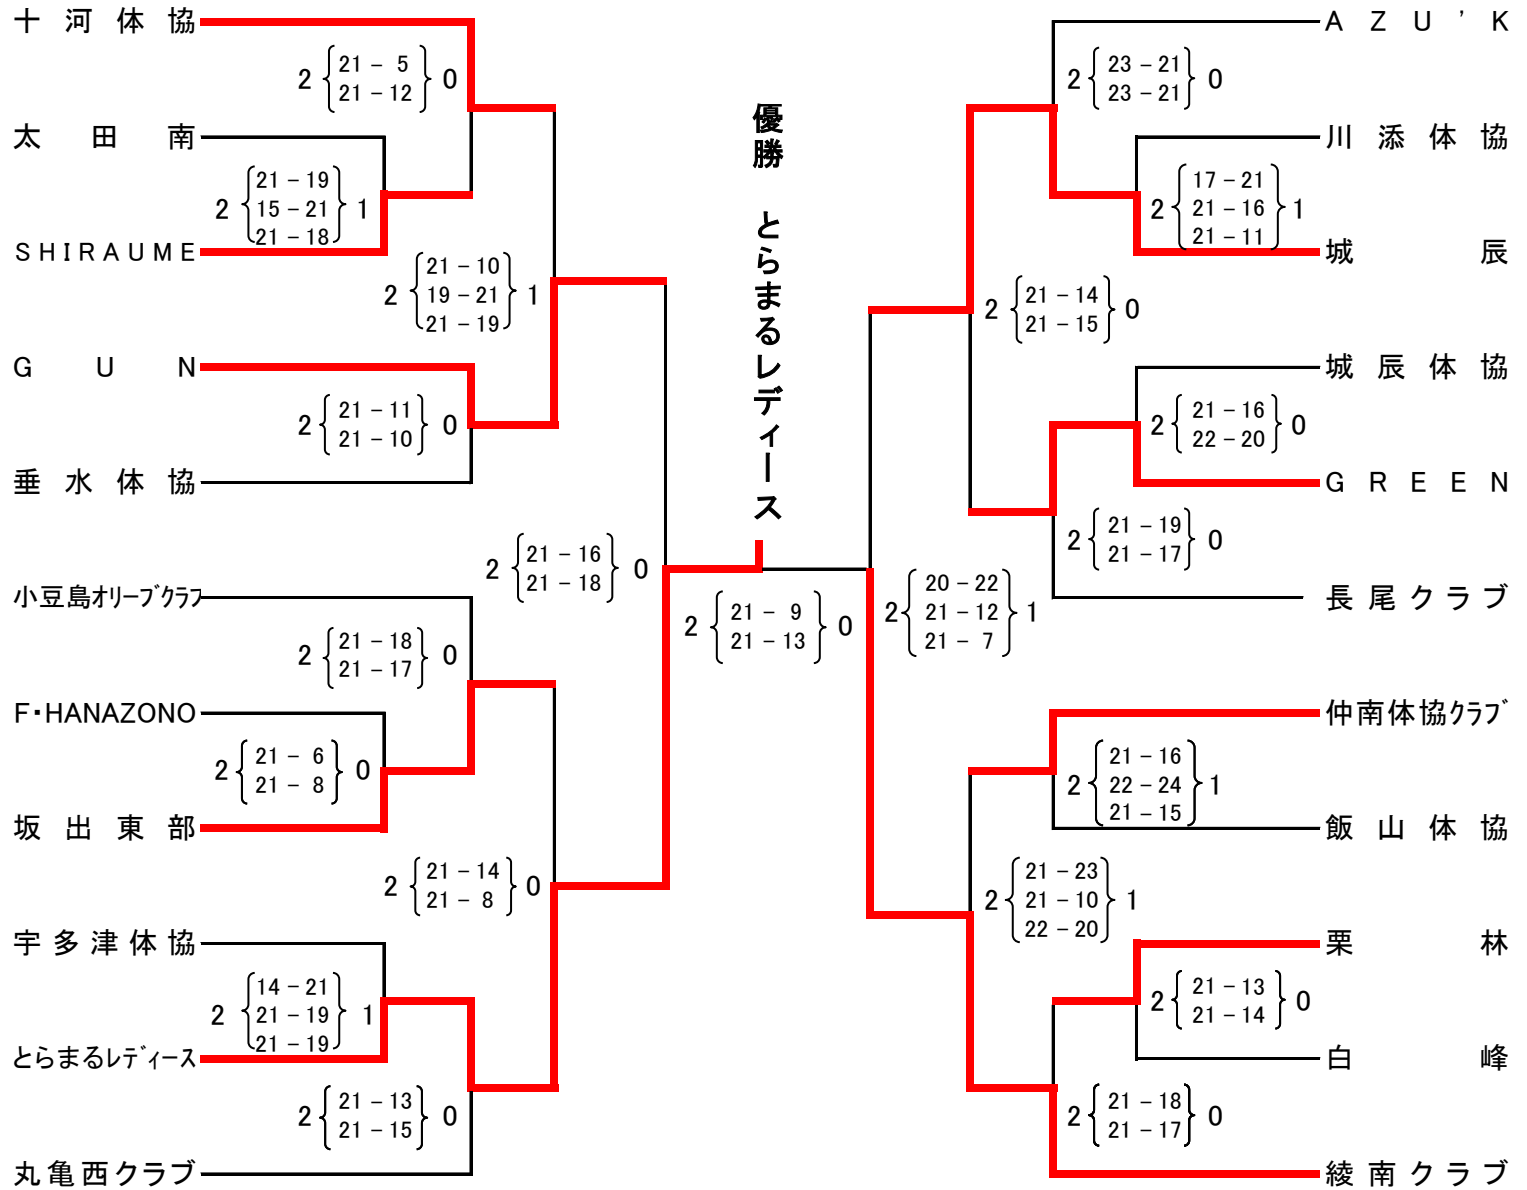 十河体協
2 21 - 5 0
21 - 12
太田南
2 21 - 19 1
15 - 21
21 - 18
SHIRAUME
2 21 - 10 1
19 - 21
21 - 19
GUN
2 21 - 11 0
21 - 10
垂水体協
2 21 - 16 0
21 - 18
小豆島オリーブクラブ
2 21 - 18 0
21 - 17
F・HANAZONO
2 21 - 6 0
21 - 8
坂出東部
2 21 - 14 0
21 - 8
宇多津体協
2 14 - 21 1
21 - 19
21 - 19
とらまるレディース
2 21 - 13 0
21 - 15
丸亀西クラブ
優勝 とらまるレディース
2 21 - 9 0
21 - 13
AZU'K
2 23 - 21 0
23 - 21
川添体協
2 17 - 21 1
21 - 16
21 - 11
城辰
2 21 - 14 0
21 - 15
城辰体協
2 21 - 16 0
22 - 20
GREEN
2 21 - 19 0
21 - 17
長尾クラブ
2 20 - 22 1
21 - 12
21 - 7
仲南体協クラブ
2 21 - 16 1
22 - 24
21 - 15
飯山体協
2 21 - 23 1
21 - 10
22 - 20
栗林
2 21 - 13 0
21 - 14
白峰
2 21 - 18 0
21 - 17
綾南クラブ